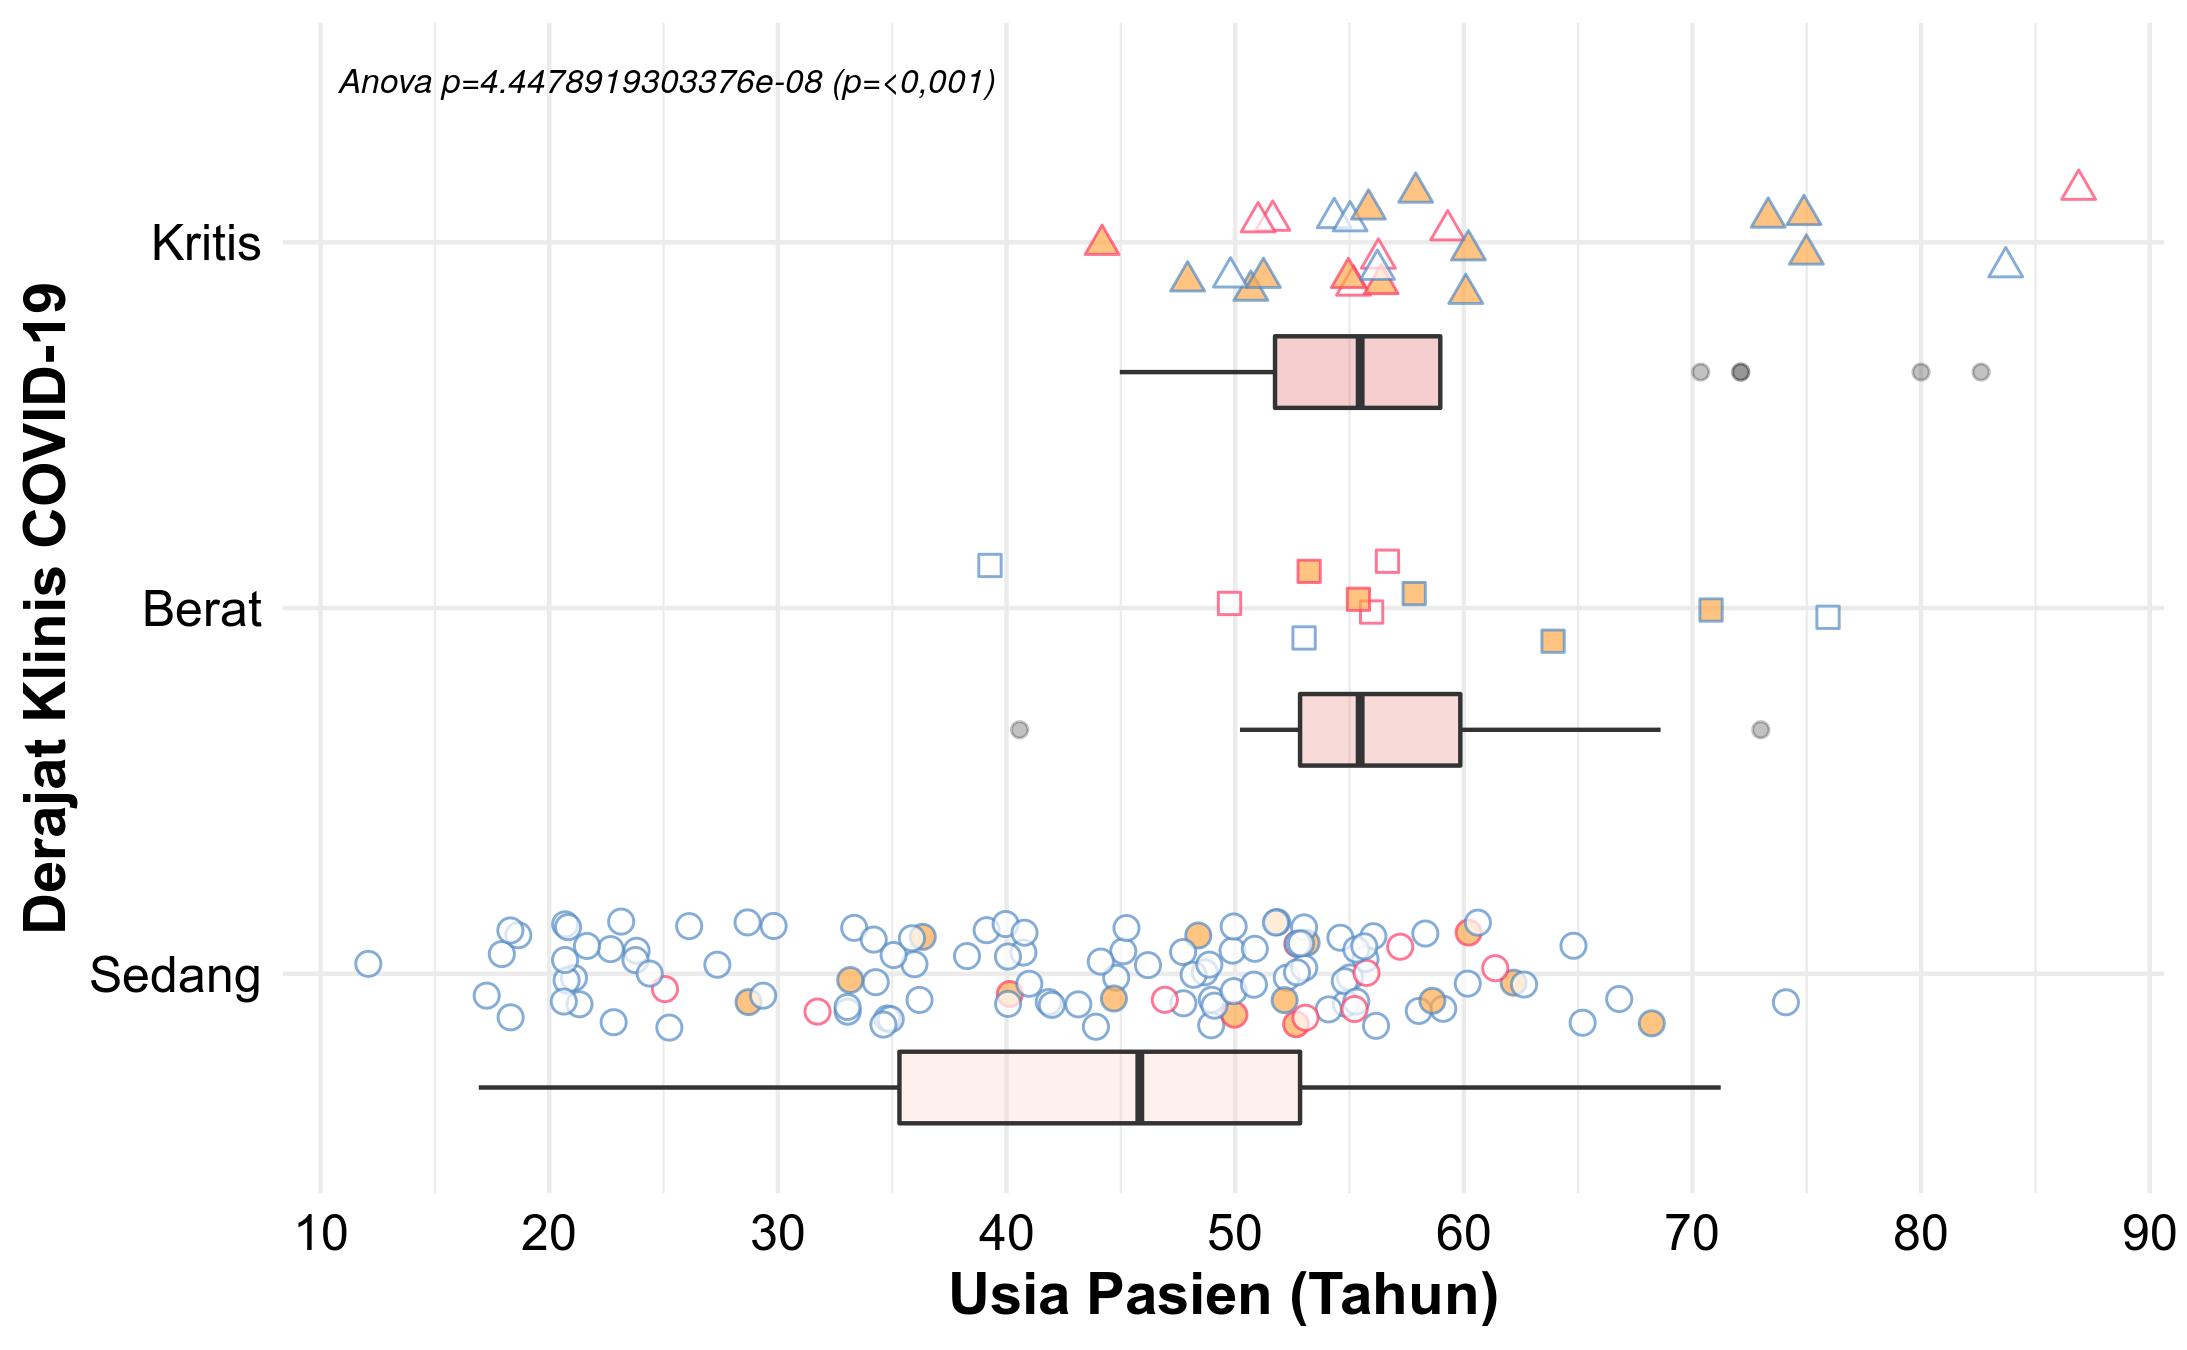 Anova p=4.4478919303376e-08 (p=<0,001)
Derajat Klinis COVID-19
Kritis
Berat
Sedang
10 20 30 40 50 60 70 80 90
Usia Pasien (Tahun)